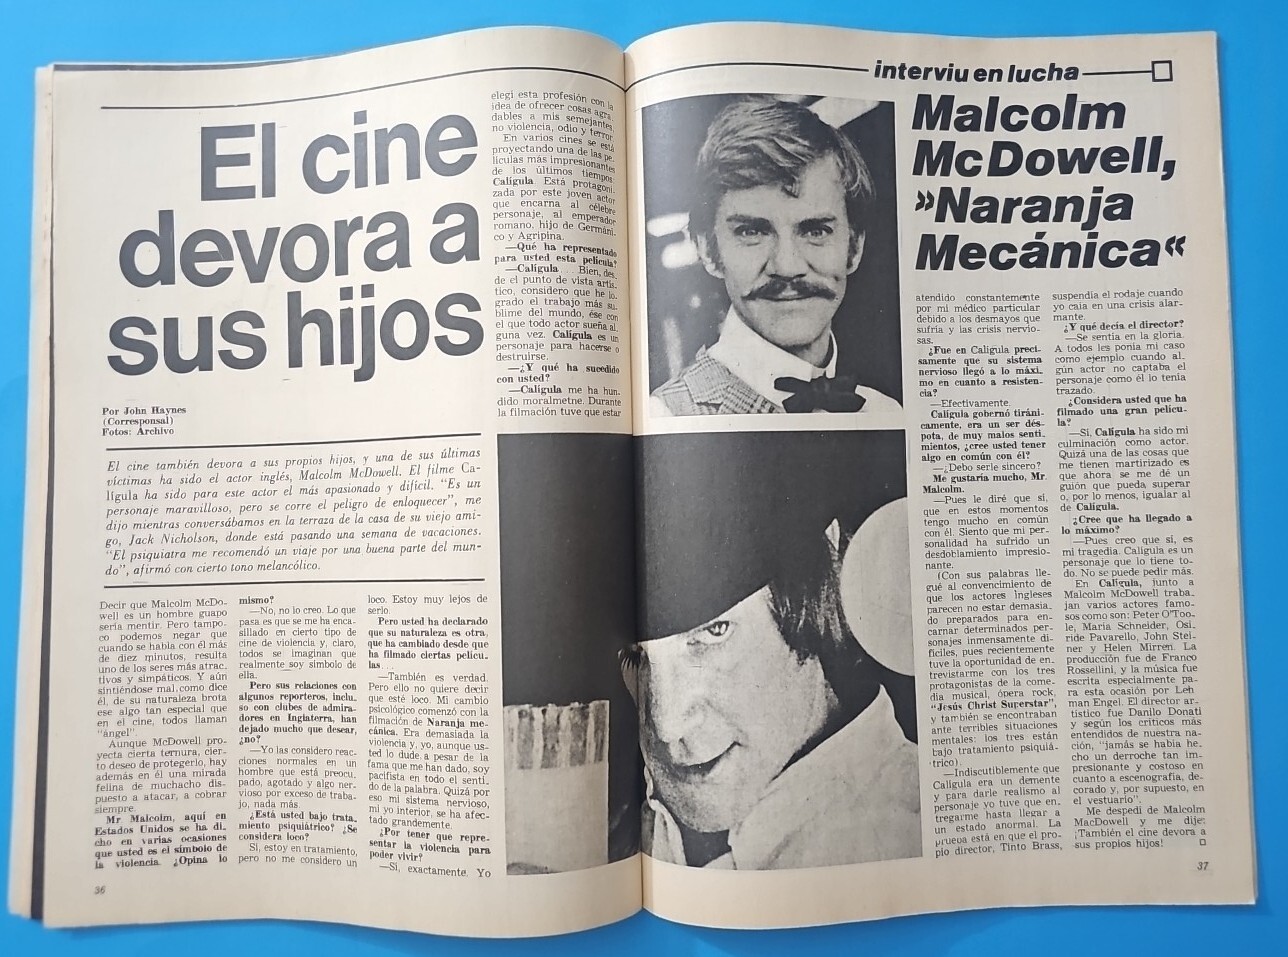 El cine
devora a
sus hijos
Por John Haynes
(Corresponsal)
Fotos: Archivo
El cine también devora a sus propios hijos, y una de sus últimas
víctimas ha sido el actor inglés, Malcolm McDowell. El filme Ca-
lígula ha sido para este actor el más apasionado y difícil. "Es un
personaje maravilloso, pero se corre el peligro de enloquecer", me
dijo mientras conversábamos en la terraza de la casa de su viejo ami-
go, Jack Nicholson, donde está pasando una semana de vacaciones.
"El psiquiatra me recomendó un viaje por una buena parte del mun-
do", afirmó con cierto tono melancólico.
Decir que Malcolm McDo-
well es un hombre guapo
sería mentir. Pero tampo-
co podemos negar que
cuando se habla con él más
de diez minutos, resulta
uno de los seres más atrac-
tivos y simpáticos. Y aún
sintiéndose mal, como dice
él, de su naturaleza brota
ese algo tan especial que
en el cine, todos llaman
"ángel".
Aunque McDowell pro-
yecta cierta ternura, cier-
to deseo de protegerlo, hay
además en él una mirada
felina de muchacho dis-
puesto a atacar, a cobrar
siempre.
Mr Malcolm, aquí en
Estados Unidos se ha di-
cho en varias ocasiones
que usted es el símbolo de
la violencia. ¿Opina lo
mismo?
—No, no lo creo. Lo que
pasa es que se me ha enca-
sillado en cierto tipo de
cine de violencia y, claro,
todos se imaginan que
realmente soy símbolo de
ella.
Pero sus relaciones con
algunos reporteros, inclu.
so con clubes de admira-
dores en Inglaterra, han
dejado mucho que desear,
¿no?
—Yo las considero reac-
ciones normales en un
hombre que está preocu.
pado, agotado y algo ner-
vioso por exceso de traba-
jo, nada más.
¿Está usted bajo trata.
miento psiquiátrico? ¿Se
considera loco?
Si, estoy en tratamiento,
pero no me considero un
loco. Estoy muy lejos de
serlo.
Pero usted ha declarado
que su naturaleza es otra,
que ha cambiado desde que
ha filmado ciertas pelícu-
las...
—También es verdad.
Pero ello no quiere decir
que esté loco. Mi cambio
psicológico comenzó con la
filmación de Naranja me-
cánica. Era demasiada la
violencia y, yo, aunque us-
ted lo dude, a pesar de la
fama que me han dado, soy
pacifista en todo el senti-
do de la palabra. Quizá por
eso mi sistema nervioso,
mi yo interior, se ha afec-
tado grandemente.
¿Por tener que repre-
sentar la violencia para
poder vivir?
—Sí, exactamente. Yo
elegí esta profesión con la
idea de ofrecer cosas agra.
dables a mis semejantes,
no violencia, odio y terror
En varios cines se está
proyectando una de las pe-
lículas más impresionantes
de los últimos tiempos:
Calígula. Está protagoni.
zada por este joven actor
que encarna al célebre
personaje, al emperador
romano, hijo de Germáni-
co y Agripina.
—Qué ha representado
para usted esta película?
—Calígula... Bien, des.
de el punto de vista artís-
tico, considero que he lo.
grado el trabajo más su-
blime del mundo, ése con
el que todo actor sueña al.
guna vez. Calígula es un
personaje para hacerse o
destruirse.
—¿Y qué ha sucedido
con usted?
—Calígula me ha hun.
dido moralmetne. Durante
la filmación tuve que estar
36
interviu en lucha
Malcolm
McDowell,
»Naranja
Mecánica«
atendido constantemente
por mi médico particular
debido a los desmayos que
sufría y las crisis nervio-
sas.
¿Fue en Calígula preci-
samente que su sistema
nervioso llegó a lo máxi-
mo en cuanto a resisten-
cia?
—Efectivamente.
Calígula gobernó tiráni-
camente, era un ser dés-
pota, de muy malos senti-
mientos, ¿cree usted tener
algo en común con él?
—¿Debo serle sincero?
Me gustaría mucho, Mr.
Malcolm.
—Pues le diré que sí,
que en estos momentos
tengo mucho en común
con él. Siento que mi per-
sonalidad ha sufrido un
desdoblamiento impresio-
nante.
(Con sus palabras lle-
gué al convencimiento de
que los actores ingleses
parecen no estar demasia-
do preparados para en-
carnar determinados per-
sonajes inmensamente di-
fíciles, pues recientemente
tuve la oportunidad de en.
trevistarme con los tres
protagonistas de la come-
dia musical, ópera rock,
"Jesús Christ Superstar",
y también se encontraban
ante terribles situaciones
mentales: los tres están
bajo tratamiento psiquiá-
trico).
—Indiscutiblemente que
Calígula era un demente
y para darle realismo al
personaje yo tuve que en.
tregarme hasta llegar a
un estado anormal. La
prueba está en que el pro-
pio director, Tinto Brass,
suspendía el rodaje cuando
yo caía en una crisis alar-
mante.
¿Y qué decía el director?
—Se sentía en la gloria.
A todos les ponía mi caso
como ejemplo cuando al.
gún actor no captaba el
personaje como él lo tenía
trazado.
¿Considera usted que ha
filmado una gran pelícu-
la?
—Sí, Calígula ha sido mi
culminación como actor.
Quizá una de las cosas que
me tienen martirizado es
que ahora se me dé un
guión que pueda superar
o, por lo menos, igualar al
de Calígula.
¿Cree que ha llegado a
lo máximo?
—Pues creo que sí, es
mi tragedia. Calígula es un
personaje que lo tiene to-
do. No se puede pedir más.
En Calígula, junto a
Malcolm McDowell traba-
jan varios actores famo-
sos como son: Peter O'Too-
le, Maria Schneider, Osi.
ride Pavarello, John Stei-
ner y Helen Mirren. La
producción fue de Franco
Rossellini, y la música fue
escrita especialmente pa-
ra esta ocasión por Leh
man Engel. El director ar-
tístico fue Danilo Donati
y según los críticos más
entendidos de nuestra na-
ción, "jamás se había he.
cho un derroche tan im-
presionante y costoso en
cuanto a escenografía, de-
corado y, por supuesto, en
el vestuario".
Me despedí de Malcolm
MacDowell y me dije:
¡También el cine devora a
sus propios hijos!
37